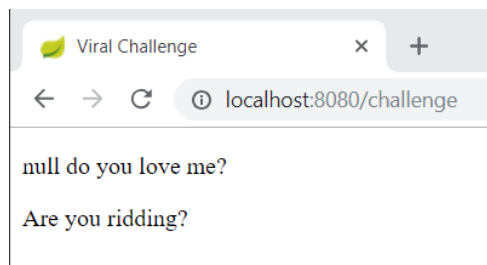 Viral Challenge
localhost:8080/challenge
null do you love me?
Are you ridding?